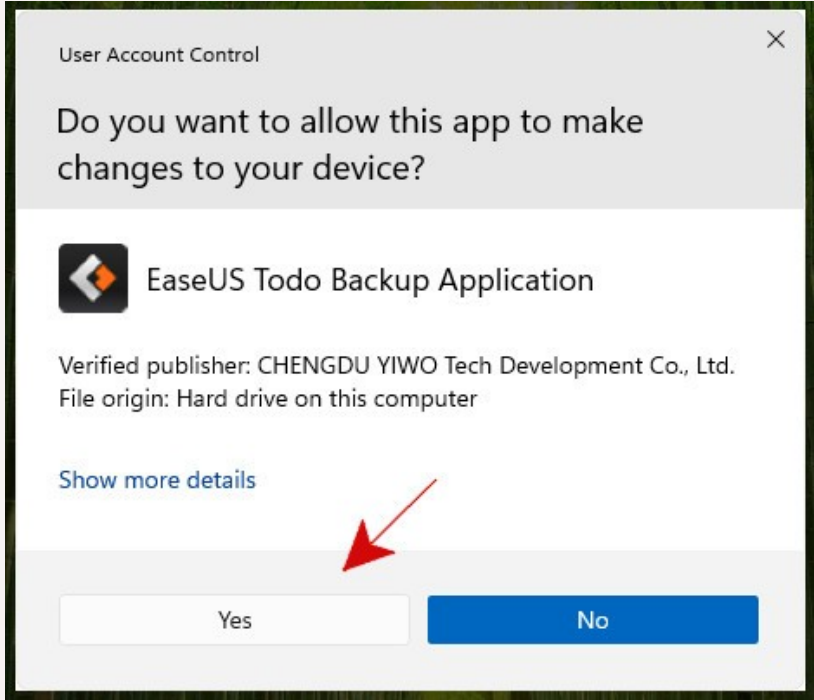 User Account Control
Do you want to allow this app to make
changes to your device?
EaseUS Todo Backup Application
Verified publisher: CHENGDU YIWO Tech Development Co., Ltd.
File origin: Hard drive on this computer
Show more details
Yes
No